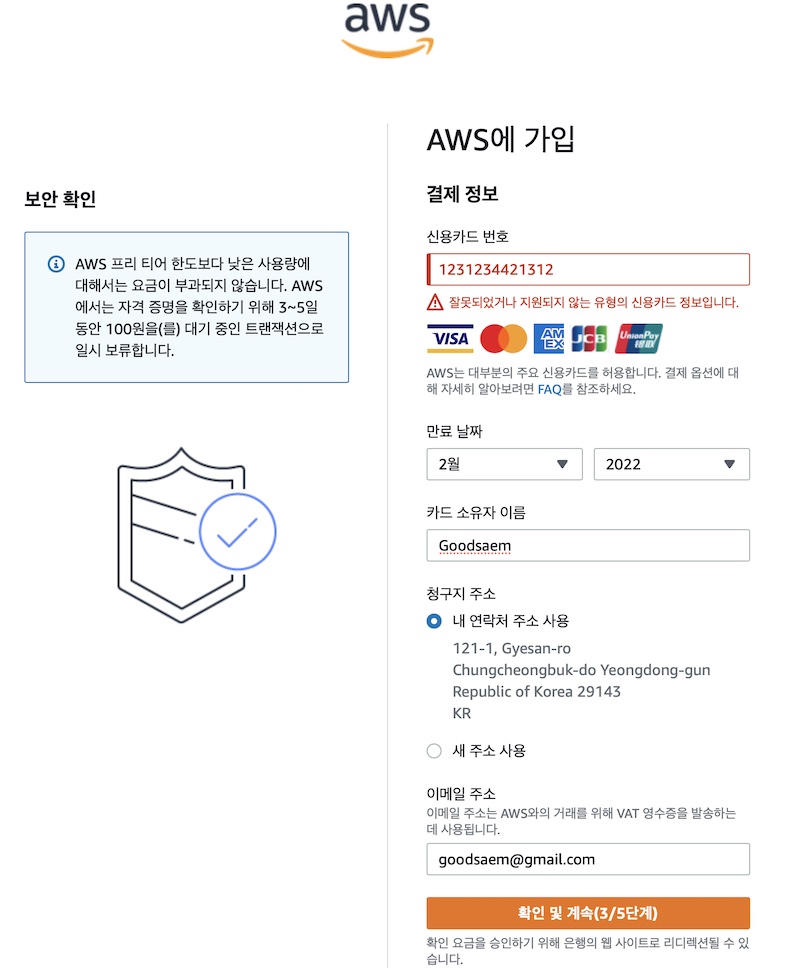 aws
보안 확인
AWS 프리 티어 한도보다 낮은 사용량에
대해서는 요금이 부과되지 않습니다. AWS
에서는 자격 증명을 확인하기 위해 3~5일
동안 100원을(를) 대기 중인 트랜잭션으로
일시 보류합니다.
AWS에 가입
결제 정보
신용카드 번호
1231234421312
잘못되었거나 지원되지 않는 유형의 신용카드 정보입니다.
VISA
AM
EX
JCB
UnionPay
银联
AWS는 대부분의 주요 신용카드를 허용합니다. 결제 옵션에 대
해 자세히 알아보려면 FAQ를 참조하세요.
만료 날짜
2월 2022
카드 소유자 이름
Goodsaem
청구지 주소
내 연락처 주소 사용
121-1, Gyesan-ro
Chungcheongbuk-do Yeongdong-gun
Republic of Korea 29143
KR
새 주소 사용
이메일 주소
이메일 주소는 AWS와의 거래를 위해 VAT 영수증을 발송하는
데 사용됩니다.
goodsaem@gmail.com
확인 및 계속(3/5단계)
확인 요금을 승인하기 위해 은행의 웹 사이트로 리디렉션될 수 있
습니다.